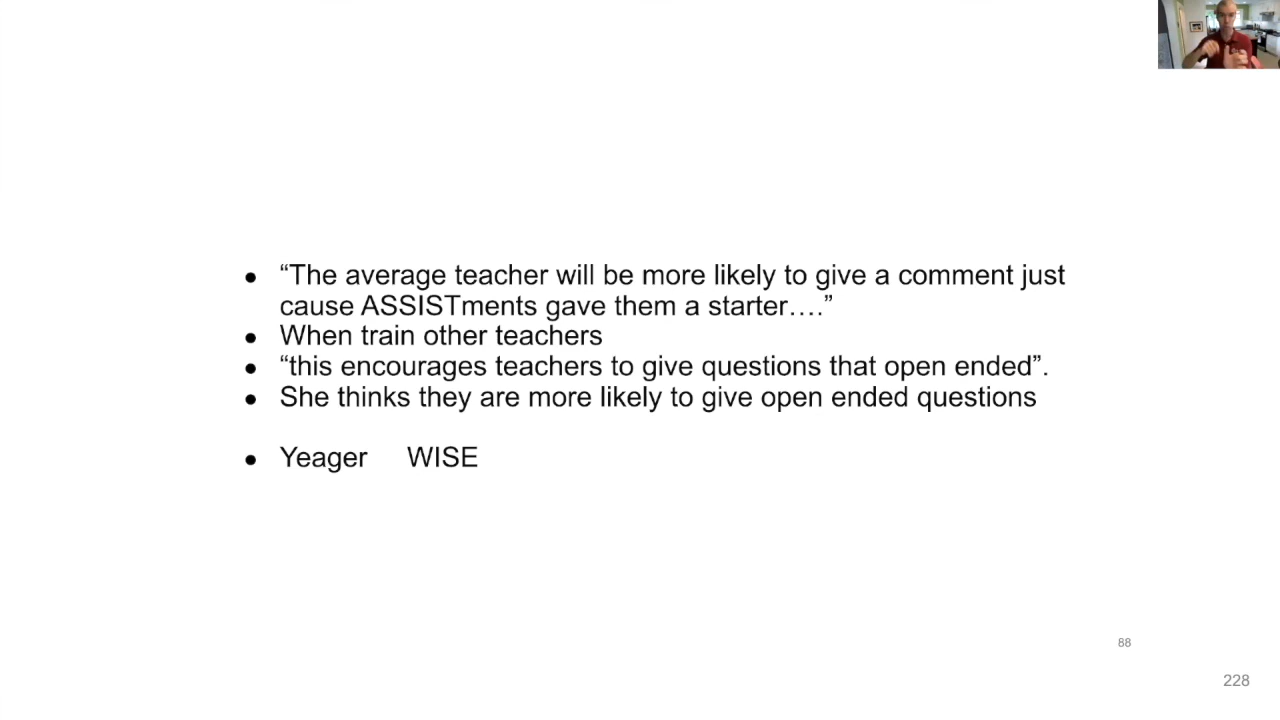 ● “The average teacher will be more likely to give a comment just
cause ASSISTments gave them a starter….”
● When train other teachers
● “this encourages teachers to give questions that open ended”.
● She thinks they are more likely to give open ended questions
● Yeager WISE
88
228